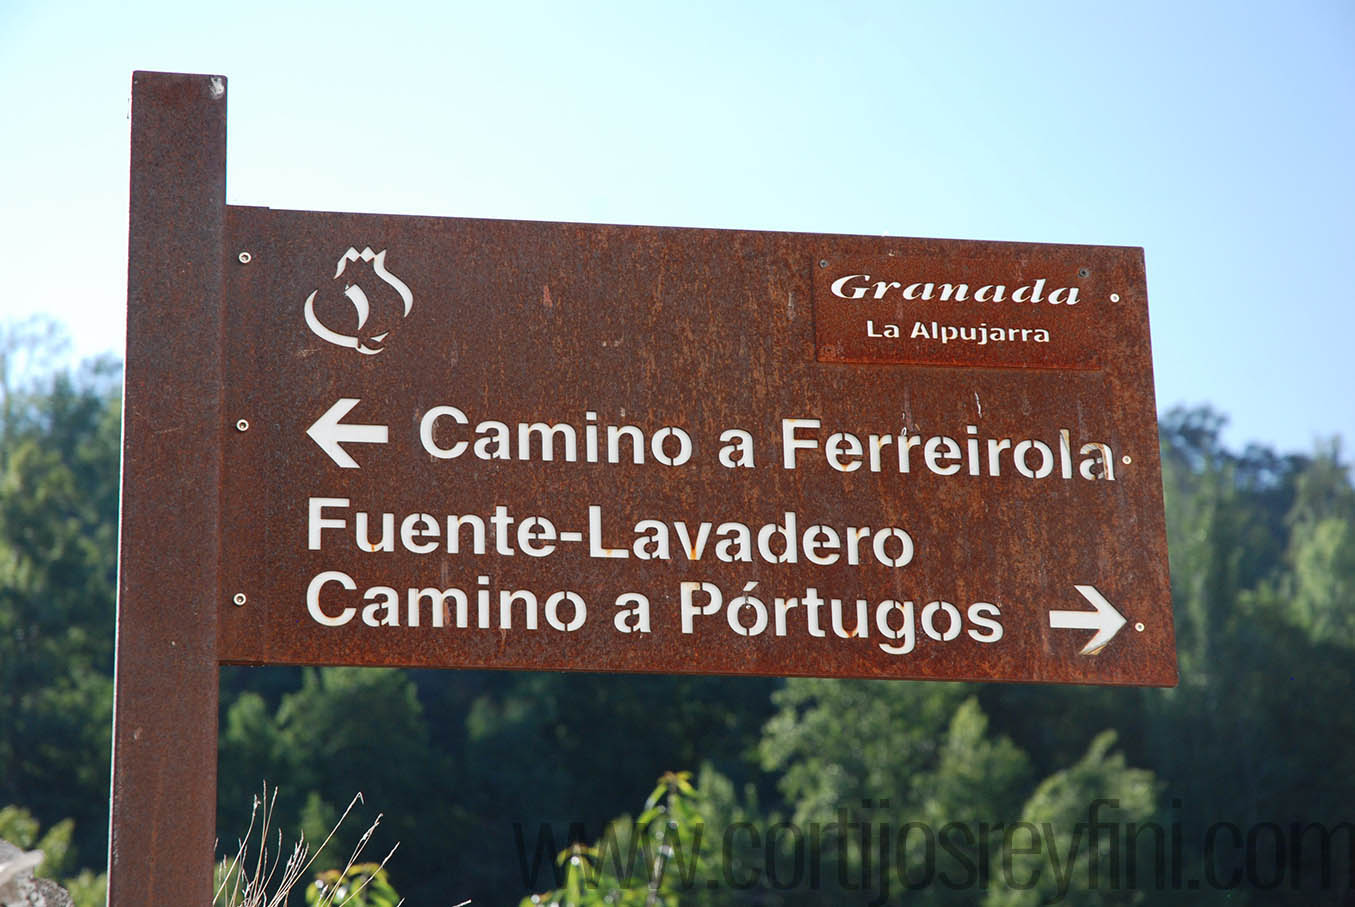 Granada
La Alpujarra
← Camino a Ferreirola
Fuente-Lavadero
Camino a Pórtugos →
www.cortijosreyfini.com